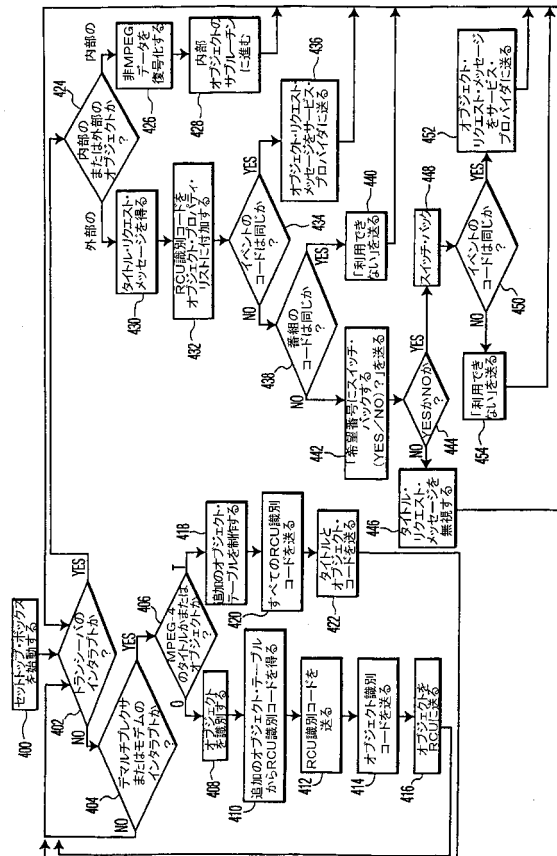 セットトップ・ボックス
を始動する
400
トランシーバの
インタラプトか
?
402
YES
NO
デマルチプレクサ
またはモデムの
インタラプトか
?
404
YES
NO
MPEG-4
のタイトルかまたは
オブジェクトか
?
406
O
T
オブジェクト
を識別する
408
追加のオブジェクト・テーブル
からRCU識別コードを得る
410
RCU識別コードを
送る
412
オブジェクト識別
コードを送る
414
オブジェクトを
RCUに送る
416
追加のオブジェクト・
テーブルを制作する
418
すべてのRCU識別
コードを送る
420
タイトルと
オブジェクト・
コードを送る
422
内部の
または外部の
オブジェクトか
?
424
内部の
外部の
非MPEG
データを
復号化する
426
内部
オブジェクトの
サブルーチン
に進む
428
タイトル・リクエスト・
メッセージを得る
430
RCU識別コードを
オブジェクト・プロパティ・
リストに付加する
432
イベントの
コードは同じか
?
434
YES
NO
オブジェクト・リクエスト・
メッセージをサービス・
プロバイダに送る
436
番組の
コードは同じか
?
438
YES
NO
「利用でき
ない」を送る
440
「希望番号にスイッチ・
バックする
(YES/NO)?」を送る
442
YESかNOか
?
444
YES
NO
タイトル・
リクエスト・
メッセージを
無視する
446
スイッチ・バック
448
イベントの
コードは同じか
?
450
YES
NO
オブジェクト・
リクエスト・メッセージ
をサービス・
プロバイダに送る
452
「利用でき
ない」を送る
454